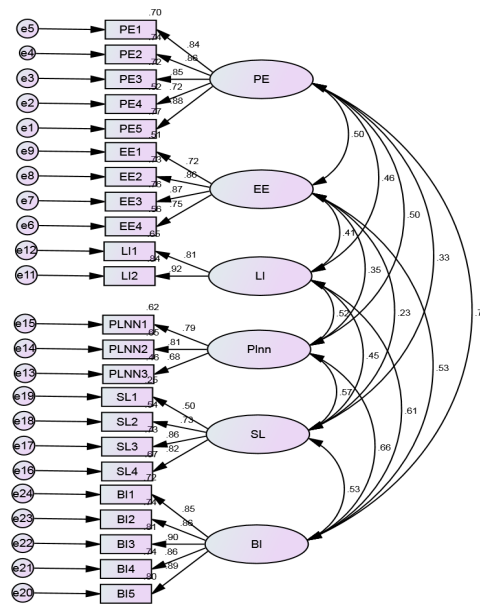 .70
e5 PE1 .84
.74
e4 PE2 .86
.72
e3 PE3 .85
PE
.52
e2 PE4 .72
.77
e1 PE5 .88
.51
e9 EE1 .72
.73
e8 EE2 .86
.76
e7 EE3 .87
EE
.56
e6 EE4 .75
.65
e12 LI1 .81
.84
e11 LI2 .92
LI
.62
e15 PLNN1 .79
.65
e14 PLNN2 .81
Plnn
.46
e13 PLNN3 .68
.25
e19 SL1 .50
.54
e18 SL2 .73
.73
e17 SL3 .86
SL
.67
e16 SL4 .82
.72
e24 BI1 .85
.74
e23 BI2 .86
.81
e22 BI3 .90
BI
.74
e21 BI4 .86
.80
e20 BI5 .89
.50
.46
.50
.33
.41
.35
.23
.53
.52
.45
.61
.57
.66
.53